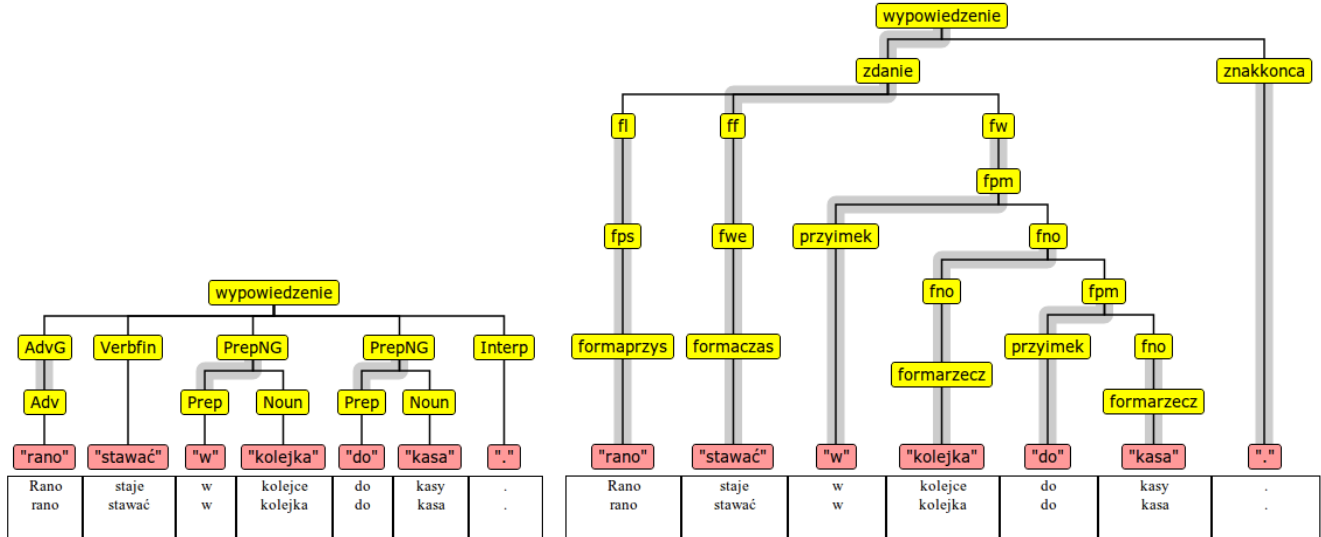 wypowiedzenie
zdanie znakkonca
fl ff fw
fpm
fps fwe przyimek fno
wypowiedzenie fno fpm
AdvG Verbfin PrepNG PrepNG Interp formaprzys formaczas przyimek fno
formarzecz
Adv Prep Noun Prep Noun formarzecz
"rano" "stawać" "w" "kolejka" "do" "kasa" "." "rano" "stawać" "w" "kolejka" "do" "kasa" "."
Rano staje w kolejce do kasy . Rano staje w kolejce do kasy .
rano stawać w kolejka do kasa . rano stawać w kolejka do kasa .